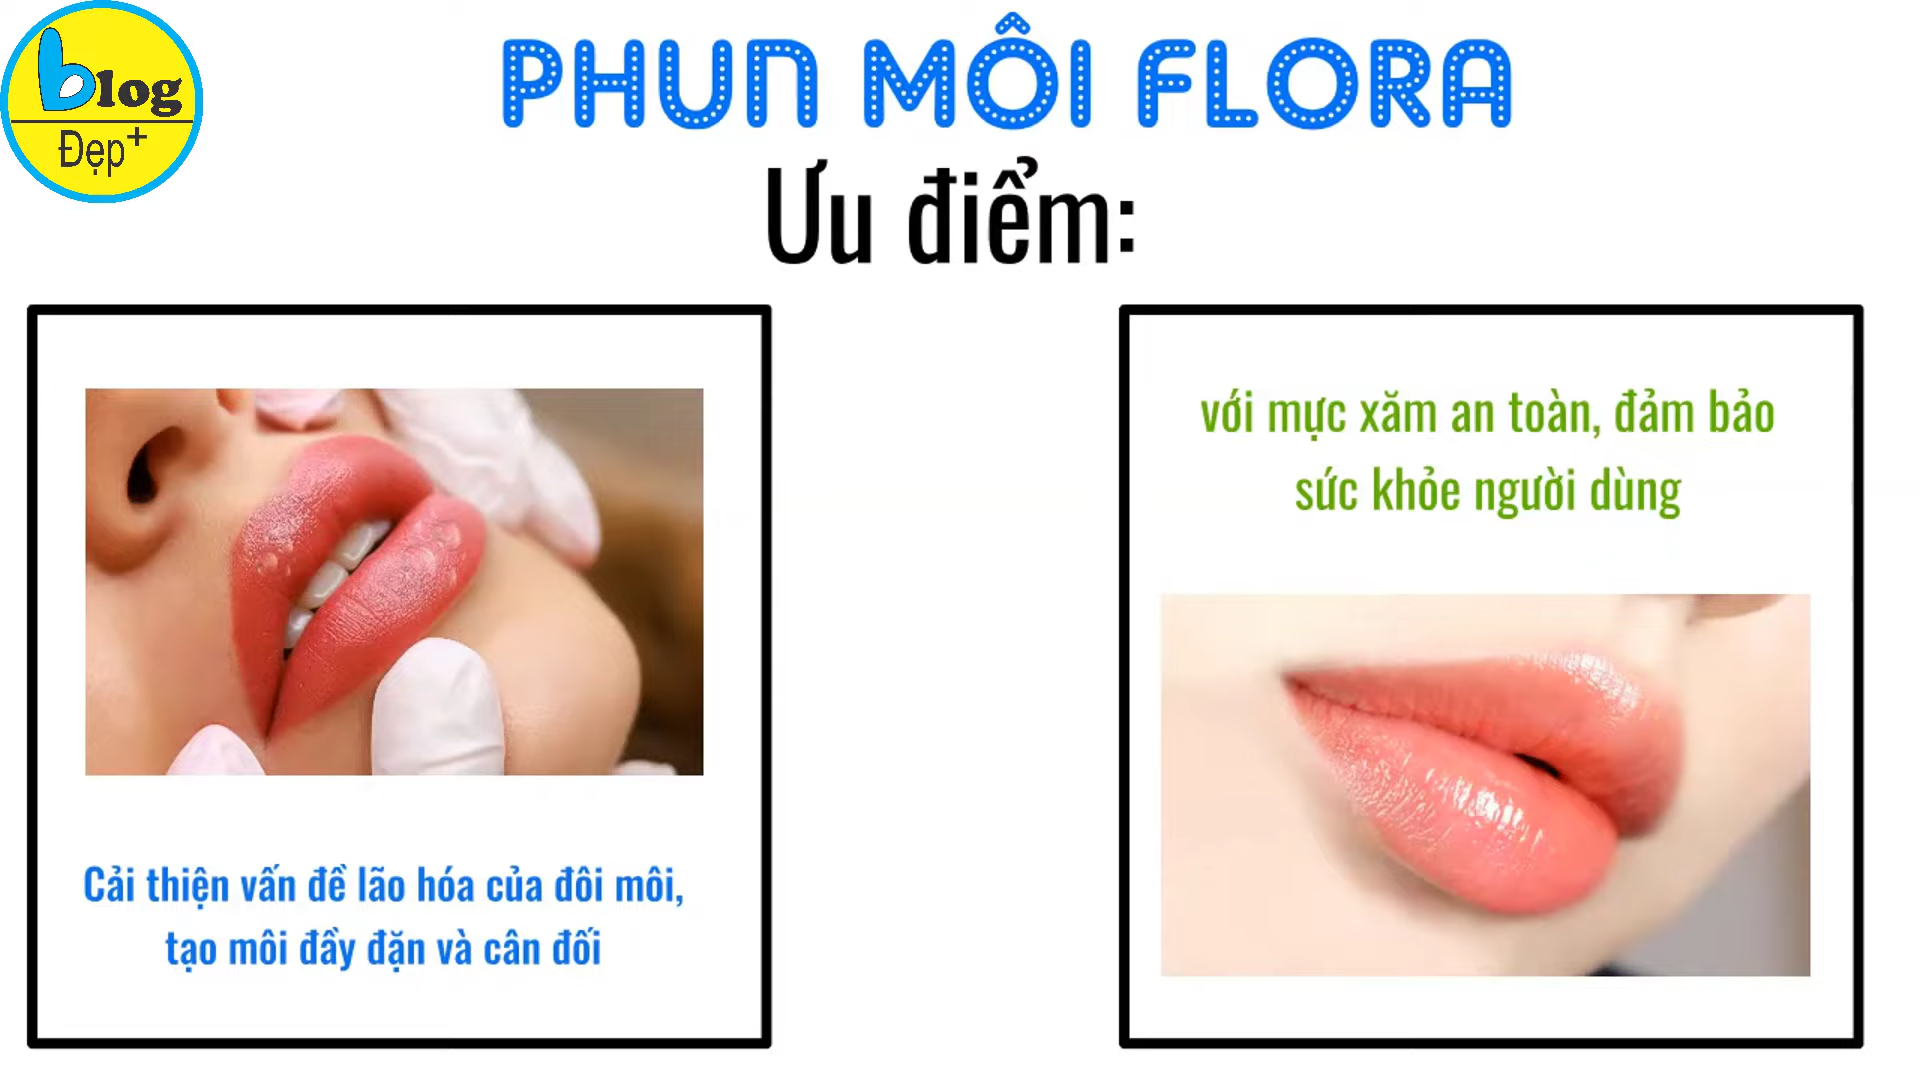 blog
Đẹp+
PHUN MÔI FLORA
Ưu điểm:
Cải thiện vấn đề lão hóa của đôi môi,
tạo môi đầy đặn và cân đối
với mực xăm an toàn, đảm bảo
sức khỏe người dùng